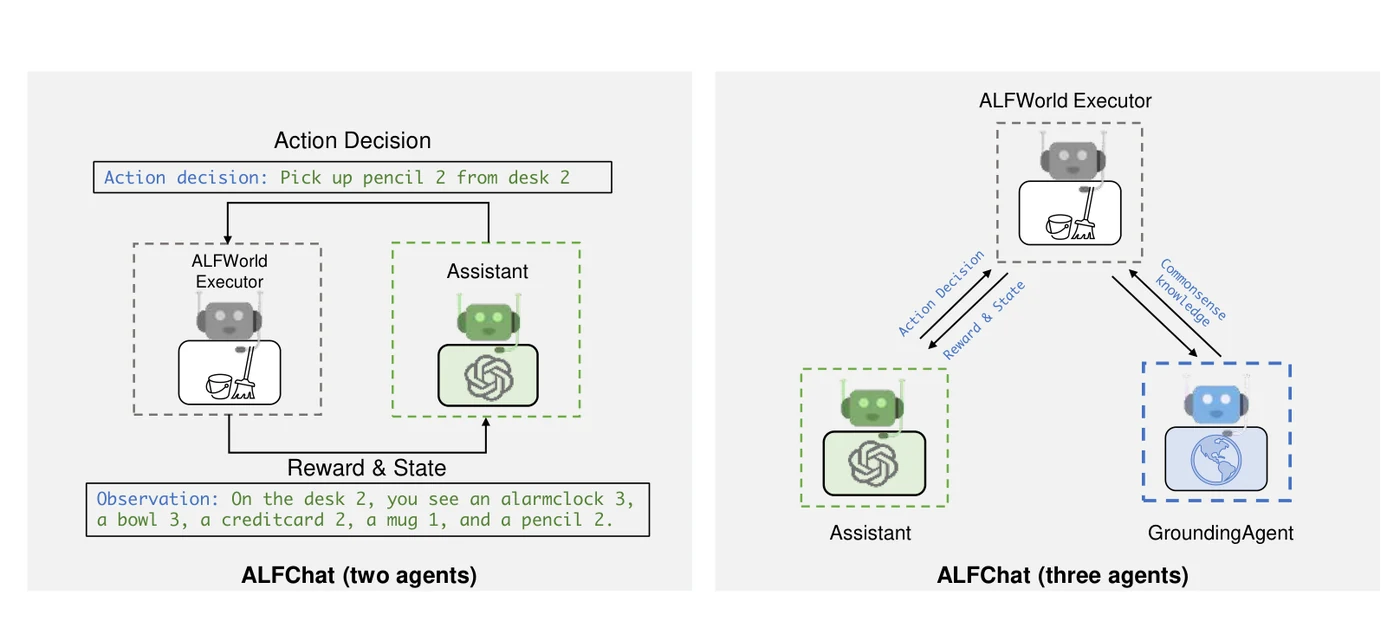 Action Decision
Action decision: Pick up pencil 2 from desk 2
ALFWorld
Executor
Assistant
Reward & State
Observation: On the desk 2, you see an alarmclock 3,
a bowl 3, a creditcard 2, a mug 1, and a pencil 2.
ALFChat (two agents)
ALFWorld Executor
Action Decision
Reward & State
Commonsense
knowledge
Assistant
GroundingAgent
ALFChat (three agents)